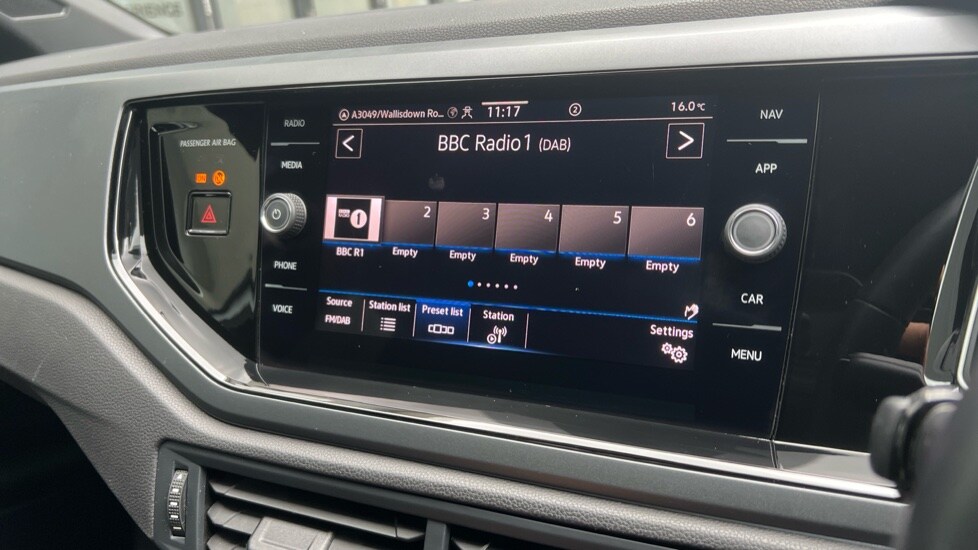 PASSENGER AIR BAG
RADIO
MEDIA
PHONE
VOICE
A3049/Wallisdown Ro... 11:17 2 16.0°C
< BBC Radio 1 (DAB) >
1 2 3 4 5 6
BBC R1 Empty Empty Empty Empty Empty
Source Station list Preset list Station Settings
FM/DAB
NAV
APP
CAR
MENU